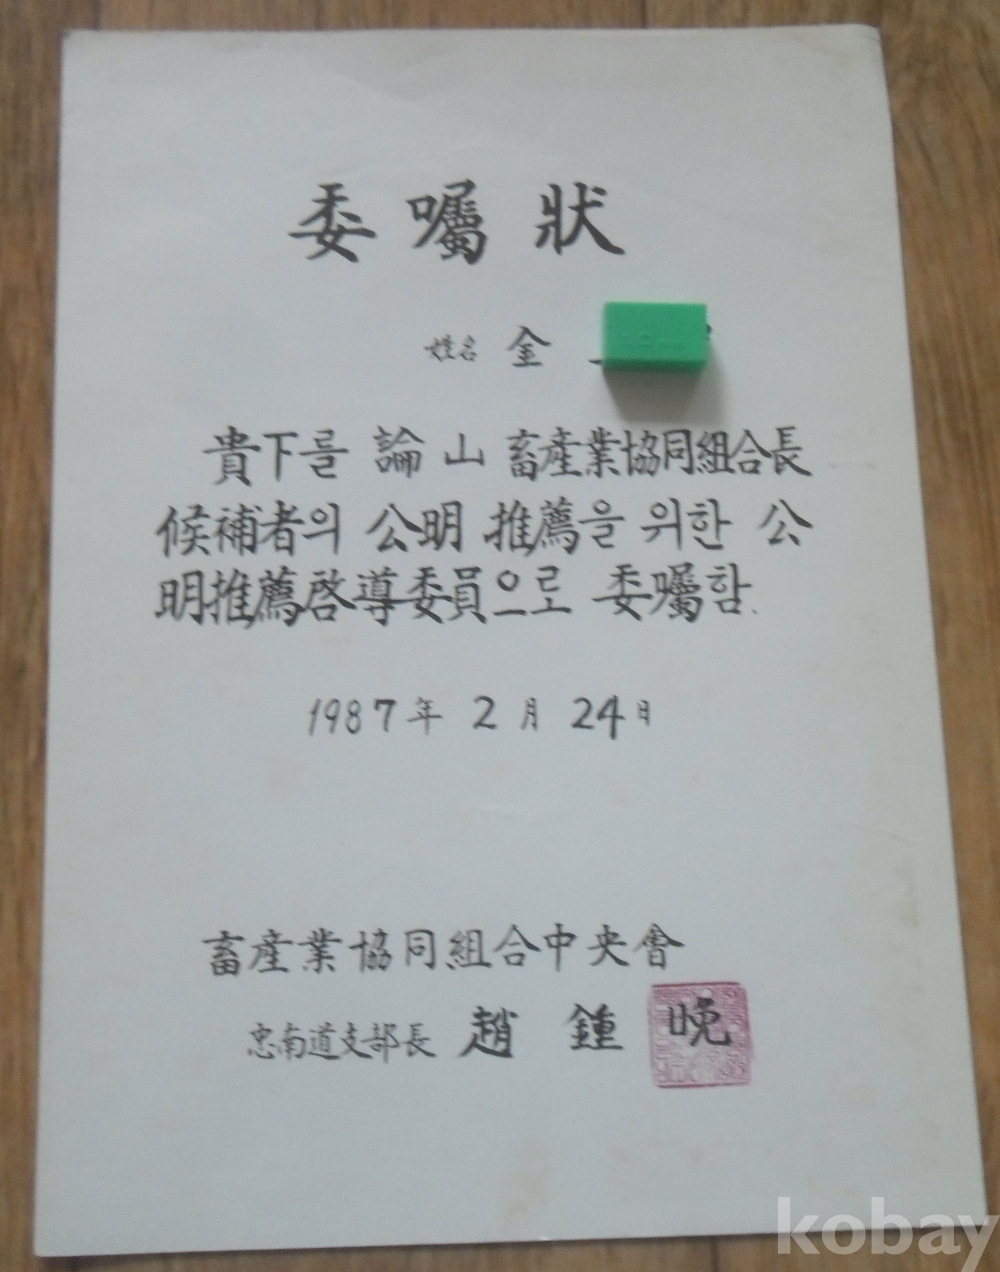 委囑狀
姓名 金
貴下를 論山 畜産業協同組合長
候補者의 公明 推薦을 위한 公
明推薦啓導委員으로 委囑함.
1987年 2月 24日
畜産業協同組合中央會
忠南道支部長 趙鍾晚
kobay